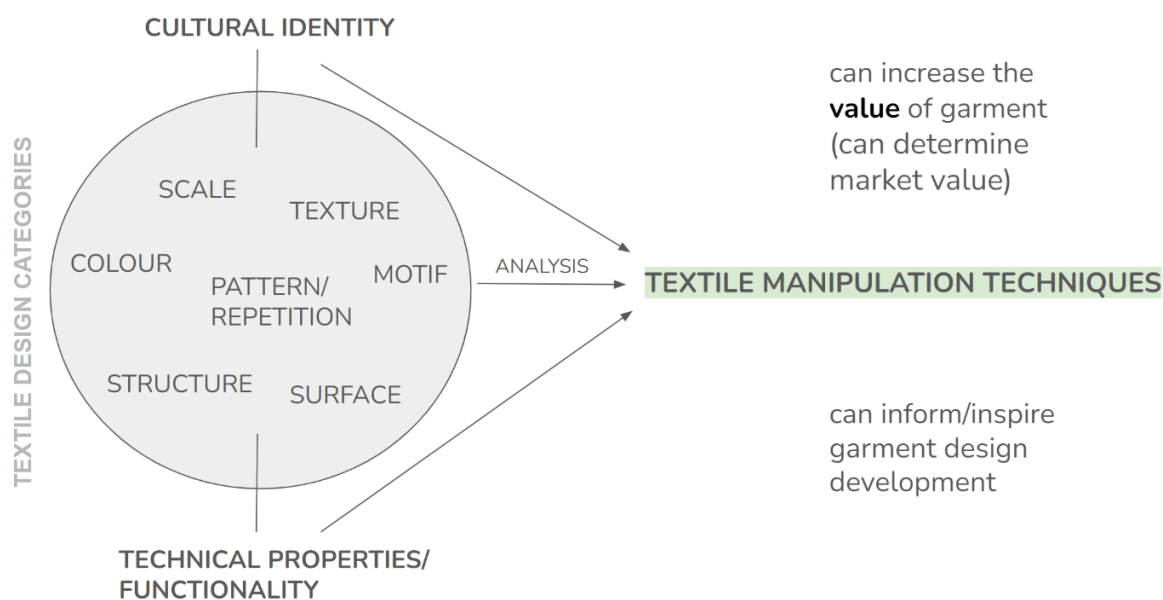 CULTURAL IDENTITY
can increase the
value of garment
(can determine
market value)
TEXTILE DESIGN CATEGORIES
SCALE
TEXTURE
COLOUR
MOTIF
PATTERN/
REPETITION
ANALYSIS
TEXTILE MANIPULATION TECHNIQUES
STRUCTURE
SURFACE
can inform/inspire
garment design
development
TECHNICAL PROPERTIES/
FUNCTIONALITY